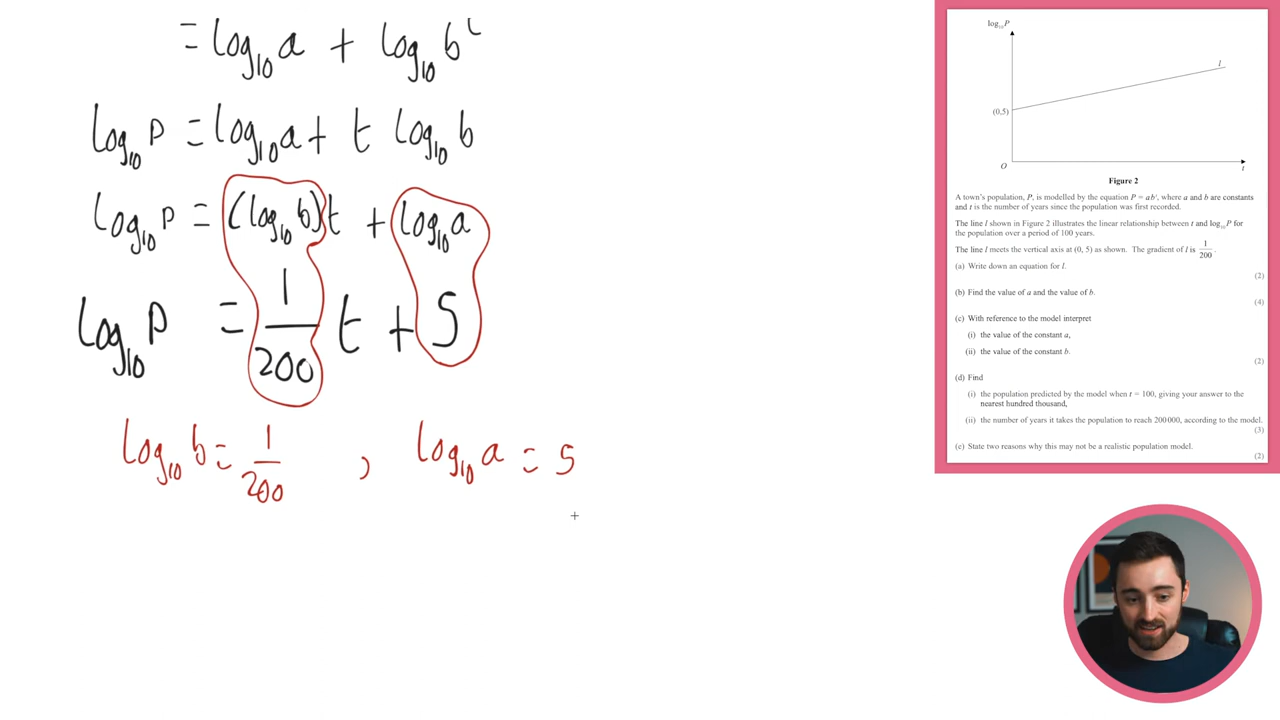 = log₁₀ a + log₁₀ bᵗ
log₁₀ P = log₁₀ a + t log₁₀ b
log₁₀ P = (log₁₀ b)t + log₁₀ a
log₁₀ P = 1/200 t + 5
log₁₀ b = 1/200 , log₁₀ a = 5
log₁₀ P
l
(0,5)
O
t
Figure 2
A town's population, P, is modelled by the equation P = abᵗ, where a and b are constants
and t is the number of years since the population was first recorded.
The line l shown in Figure 2 illustrates the linear relationship between t and log₁₀ P for
the population over a period of 100 years.
The line l meets the vertical axis at (0, 5) as shown. The gradient of l is 1/200.
(a) Write down an equation for l.
(2)
(b) Find the value of a and the value of b.
(4)
(c) With reference to the model interpret
(i) the value of the constant a,
(ii) the value of the constant b.
(2)
(d) Find
(i) the population predicted by the model when t = 100, giving your answer to the
nearest hundred thousand,
(ii) the number of years it takes the population to reach 200000, according to the model.
(3)
(e) State two reasons why this may not be a realistic population model.
(2)